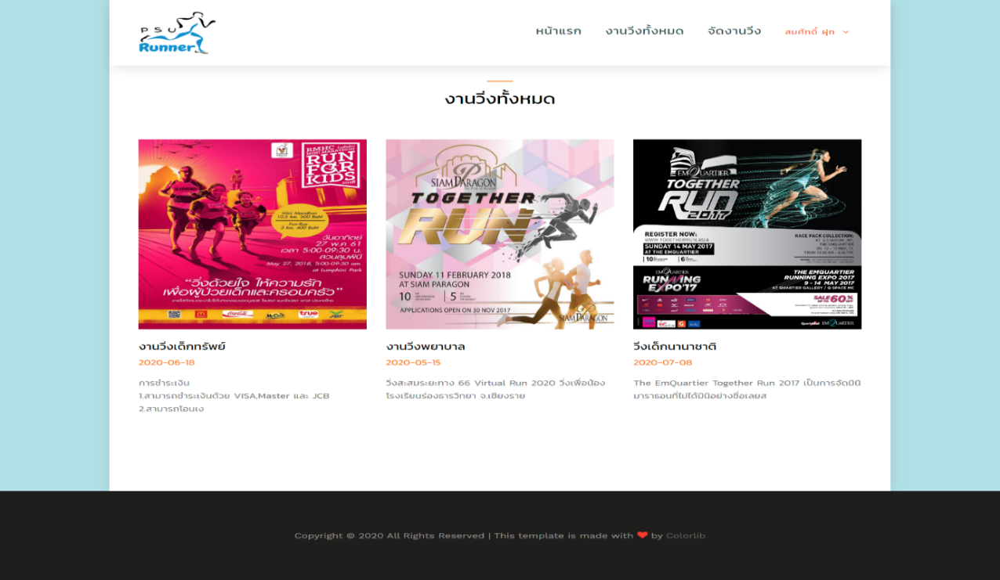 PSU
Runner
หน้าแรก
งานวิ่งทั้งหมด
จัดงานวิ่ง
สมศักดิ์ ฝุก
งานวิ่งทั้งหมด
RMHC
MINI MARATHON
RUN
FOR
KIDS
2018
Mini Marathon
10.5 km. 500 Baht
Fun-Run
3 km. 400 Baht
วันอาทิตย์
27 พ.ค 61
เวลา 5:00-09:30 น.
สวนลุมพินี
May 27, 2018, 5:00-09:30 am.
at Lumphini Park
“วิ่งด้วยใจ ให้ความรัก
เพื่อผู้ป่วยเด็กและครอบครัว”
Coca-Cola
McCafe
true
SIAM PARAGON
TOGETHER
RUN
SUNDAY 11 FEBRUARY 2018
AT SIAM PARAGON
10
5
APPLICATIONS OPEN ON 30 NOV 2017
SIAM PARAGON
EMQUARTIER
TOGETHER
RUN
2017
REGISTER NOW:
WWW.TOGETHERRUN.ASIA
SUNDAY 14 MAY 2017
AT THE EMQUARTIER
10
6
RACE PACK COLLECTION:
EMQUARTIER
RUNNING
EXPO'17
THE EMQUARTIER
RUNNING EXPO 2017
9 - 14 MAY 2017
AT QUARTIER GALLERY / Q SPACE MC
SALE UP TO 60% OFF
EMQUARTIER
งานวิ่งเด็กทรัพย์
งานวิ่งพยาบาล
วิ่งเด็กนานาชาติ
2020-06-18
2020-05-15
2020-07-08
การชำระเงิน
1.สามารถชำระเงินด้วย VISA,Master และ JCB
2.สามารถโอนเง
วิ่งสะสมระยะทาง 66 Virtual Run 2020 วิ่งเพื่อน้อง
โรงเรียนร่องธารวิทยา จ.เชียงราย
The EmQuartier Together Run 2017 เป็นการจัดมินิ
มาราธอนที่ไม่ได้มินิอย่างชื่อเลยส
Copyright © 2020 All Rights Reserved | This template is made with ❤ by Colorlib